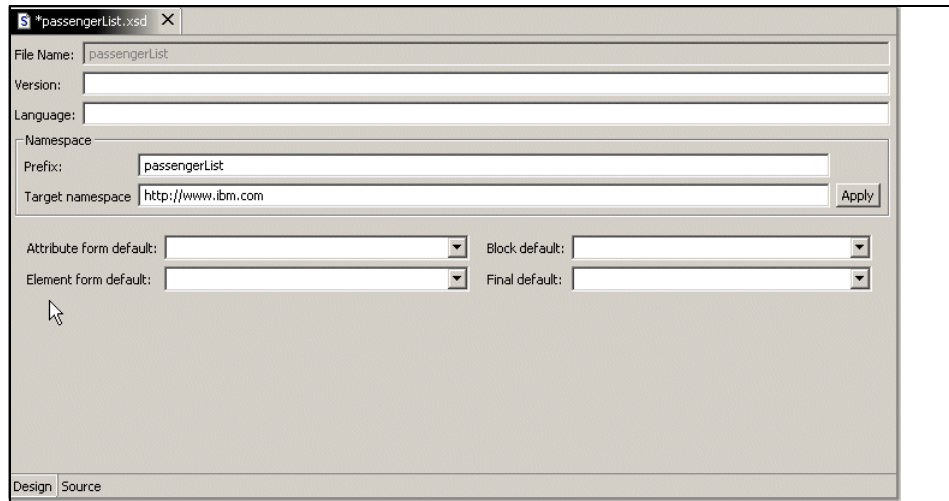 *passengerList.xsd
File Name: passengerList
Version:
Language:
Namespace
Prefix: passengerList
Target namespace http://www.ibm.com Apply
Attribute form default: Block default:
Element form default: Final default:
Design Source